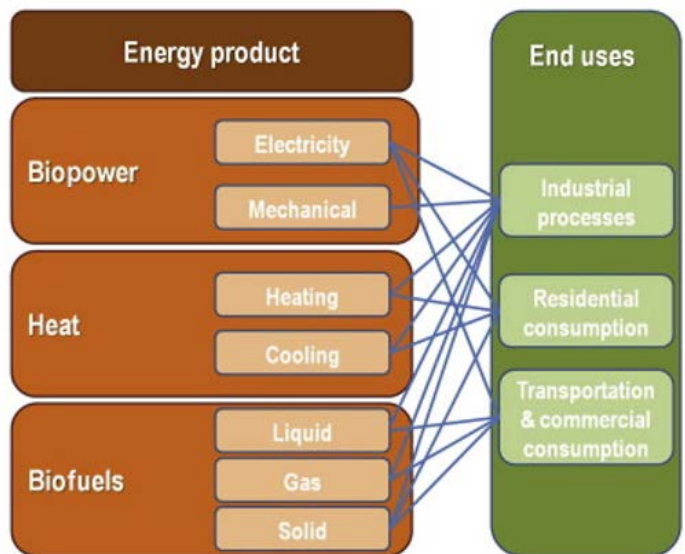 Energy product
End uses
Biopower
Electricity
Mechanical
Heat
Heating
Cooling
Biofuels
Liquid
Gas
Solid
Industrial
processes
Residential
consumption
Transportation
& commercial
consumption